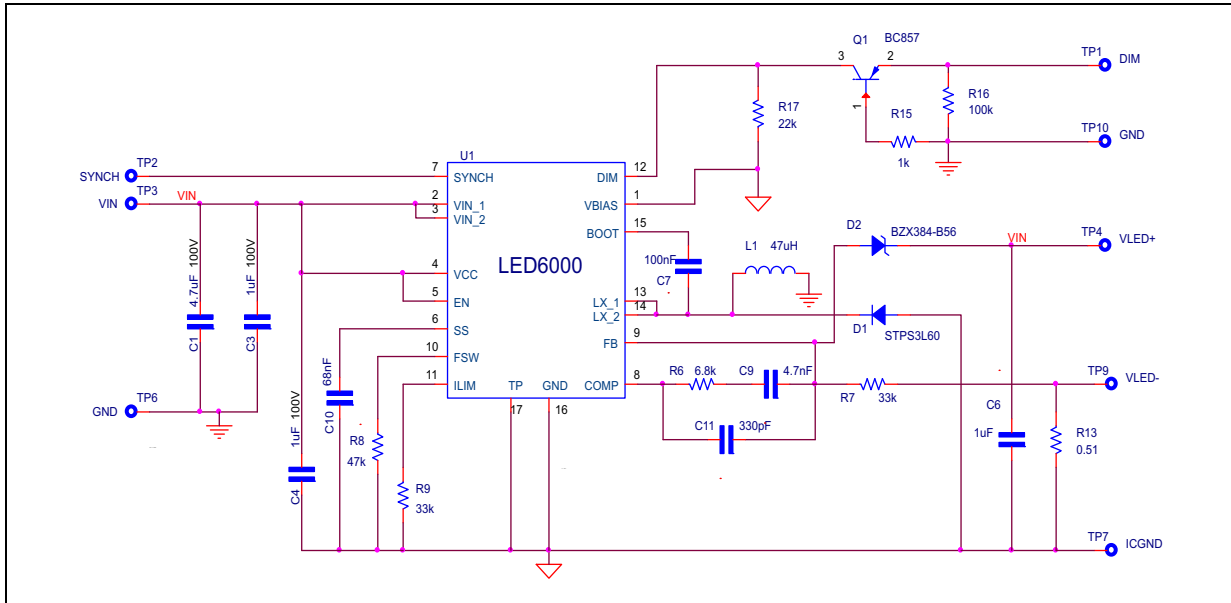 Q1 BC857
3 2
1
TP1 DIM
R17
22k
R15
1k
R16
100k
TP10 GND
U1
TP2
SYNCH
7 SYNCH
TP3
VIN
VIN
2 VIN_1
3 VIN_2
4 VCC
5 EN
6 SS
10 FSW
11 ILIM
LED6000
DIM 12
VBIAS 1
BOOT 15
LX_1 13
LX_2 14
FB 9
COMP 8
TP GND
17 16
100nF
C7
L1 47uH
D2
BZX384-B56
VIN
TP4
VLED+
D1
STPS3L60
4.7uF 100V
C1
1uF 100V
C3
TP6
GND
1uF 100V
C4
68nF
C10
R8
47k
R9
33k
R6 6.8k
C9 4.7nF
C11 330pF
R7
33k
TP9
VLED-
C6
1uF
R13
0.51
TP7
ICGND